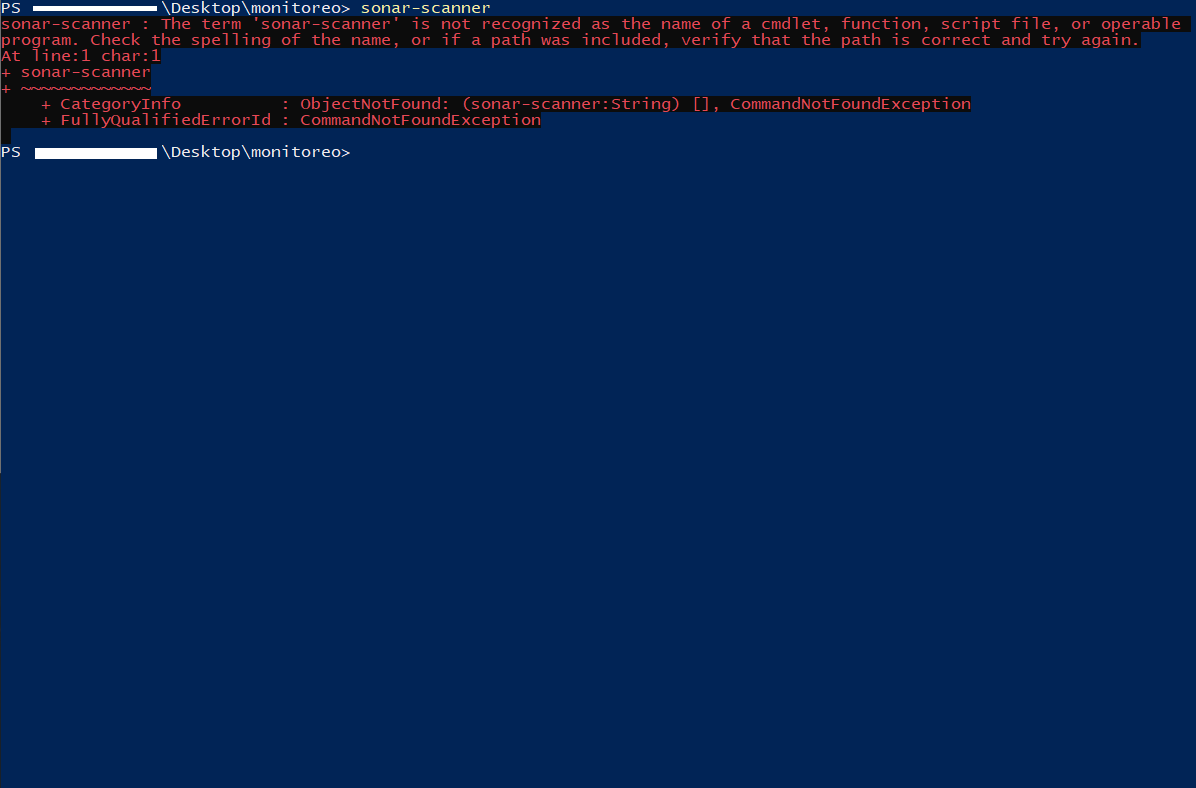 PS \Desktop\monitoreo> sonar-scanner
sonar-scanner : The term 'sonar-scanner' is not recognized as the name of a cmdlet, function, script file, or operable
program. Check the spelling of the name, or if a path was included, verify that the path is correct and try again.
At line:1 char:1
+ sonar-scanner
+ ~~~~~~~~~~~~~
    + CategoryInfo          : ObjectNotFound: (sonar-scanner:String) [], CommandNotFoundException
    + FullyQualifiedErrorId : CommandNotFoundException
PS \Desktop\monitoreo>